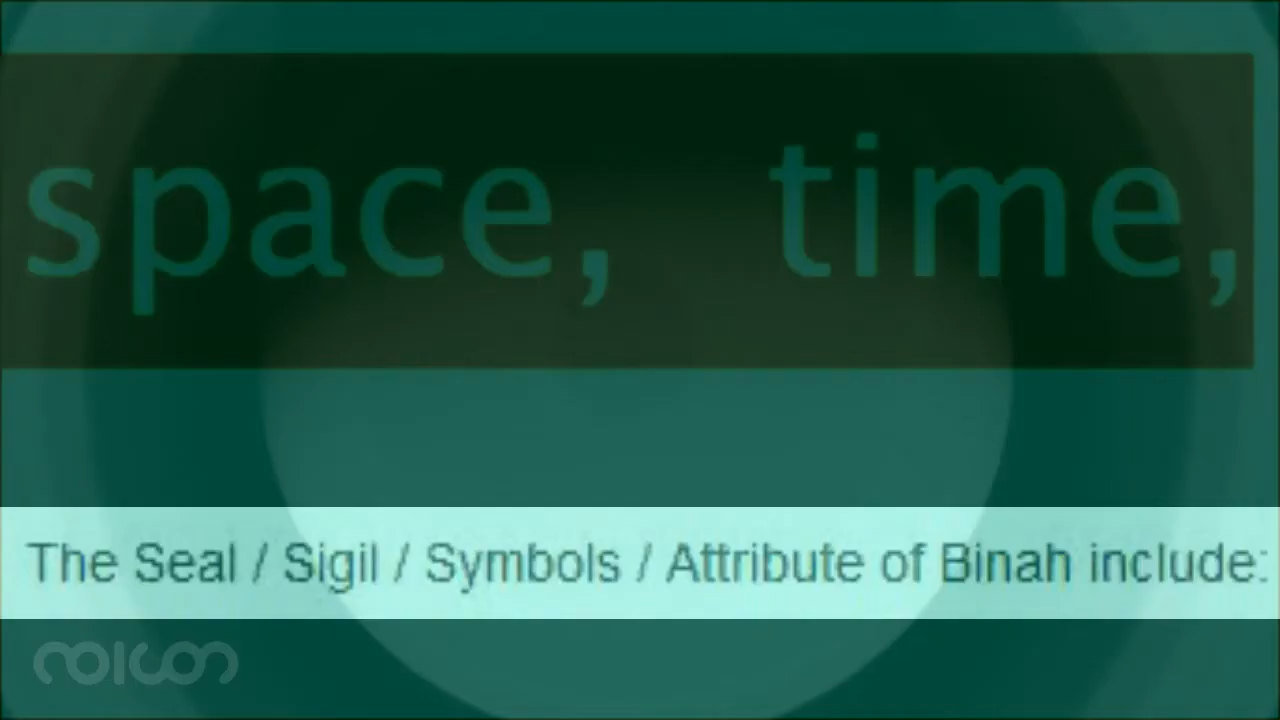 space, time,
The Seal / Sigil / Symbols / Attribute of Binah include: